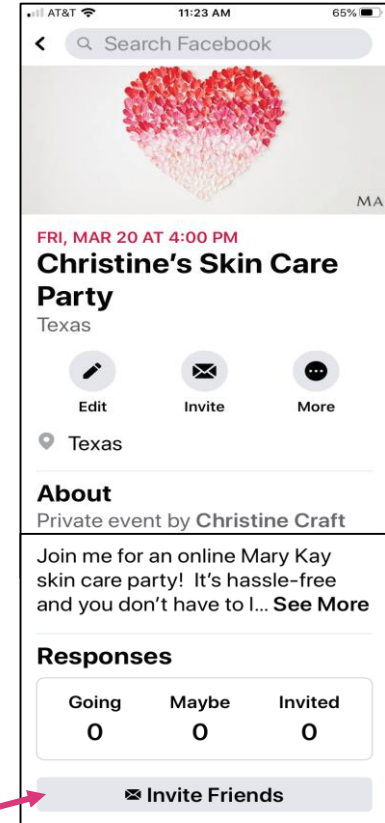 AT&T 11:23 AM 65%
Search Facebook
MA
FRI, MAR 20 AT 4:00 PM
Christine's Skin Care
Party
Texas
Edit Invite More
Texas
About
Private event by Christine Craft
Join me for an online Mary Kay
skin care party! It's hassle-free
and you don't have to l... See More
Responses
Going Maybe Invited
0 0 0
Invite Friends